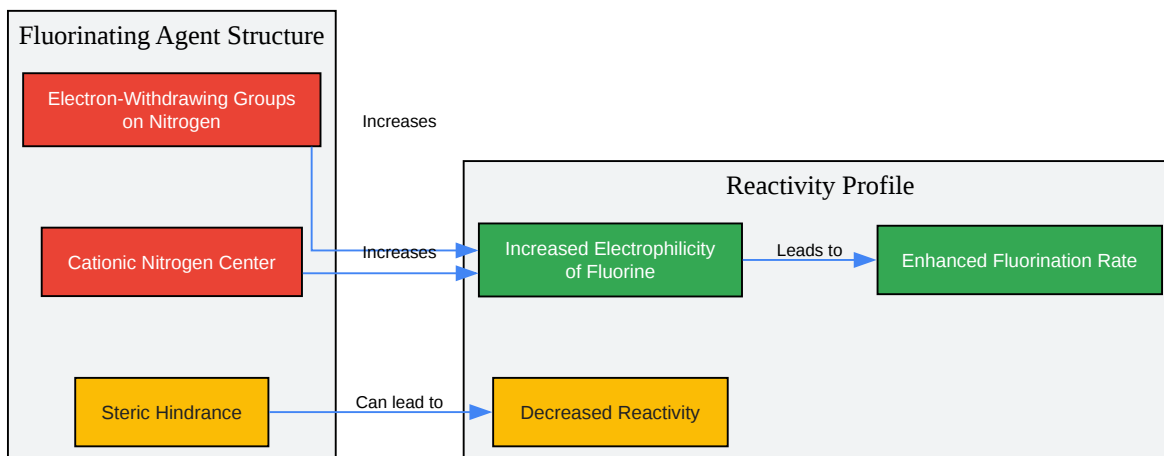 Fluorinating Agent Structure
Electron-Withdrawing Groups
on Nitrogen
Increases
Reactivity Profile
Cationic Nitrogen Center
Increases
Increased Electrophilicity
of Fluorine
Leads to
Enhanced Fluorination Rate
Steric Hindrance
Can lead to
Decreased Reactivity